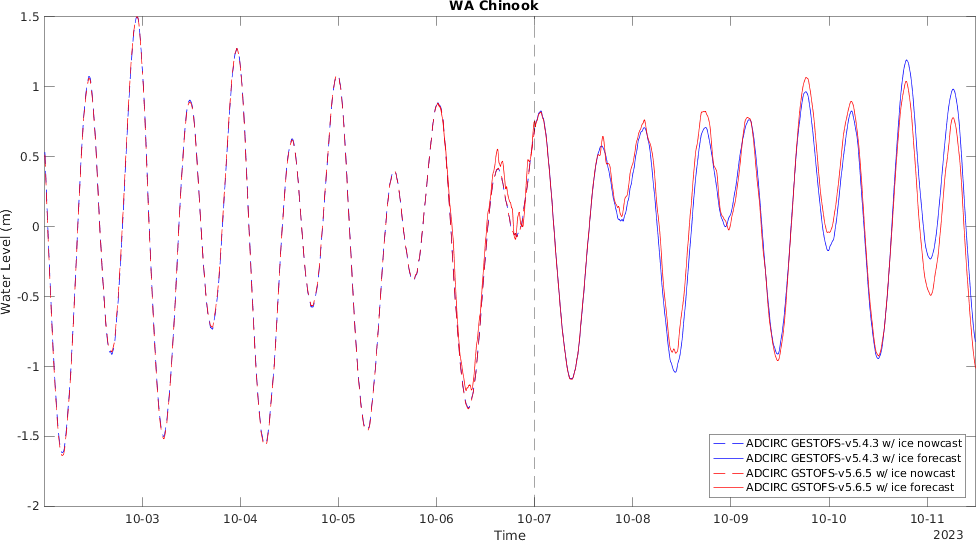 WA Chinook
1.5
1
0.5
0
-0.5
-1
-1.5
-2
Water Level (m)
10-03 10-04 10-05 10-06 10-07 10-08 10-09 10-10 10-11
Time
2023
ADCIRC GESTOFS-v5.4.3 w/ ice nowcast
ADCIRC GESTOFS-v5.4.3 w/ ice forecast
ADCIRC GSTOFS-v5.6.5 w/ ice nowcast
ADCIRC GSTOFS-v5.6.5 w/ ice forecast